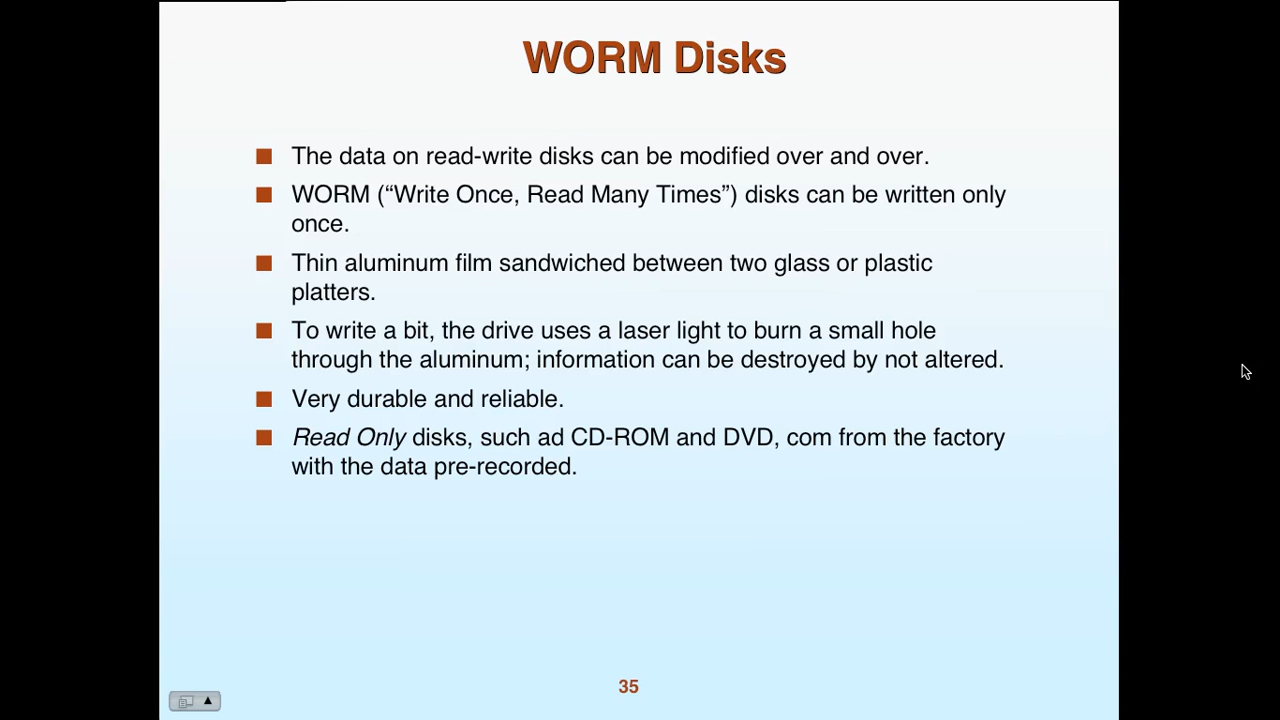 WORM Disks
The data on read-write disks can be modified over and over.
WORM (“Write Once, Read Many Times”) disks can be written only
once.
Thin aluminum film sandwiched between two glass or plastic
platters.
To write a bit, the drive uses a laser light to burn a small hole
through the aluminum; information can be destroyed by not altered.
Very durable and reliable.
Read Only disks, such ad CD-ROM and DVD, com from the factory
with the data pre-recorded.
35